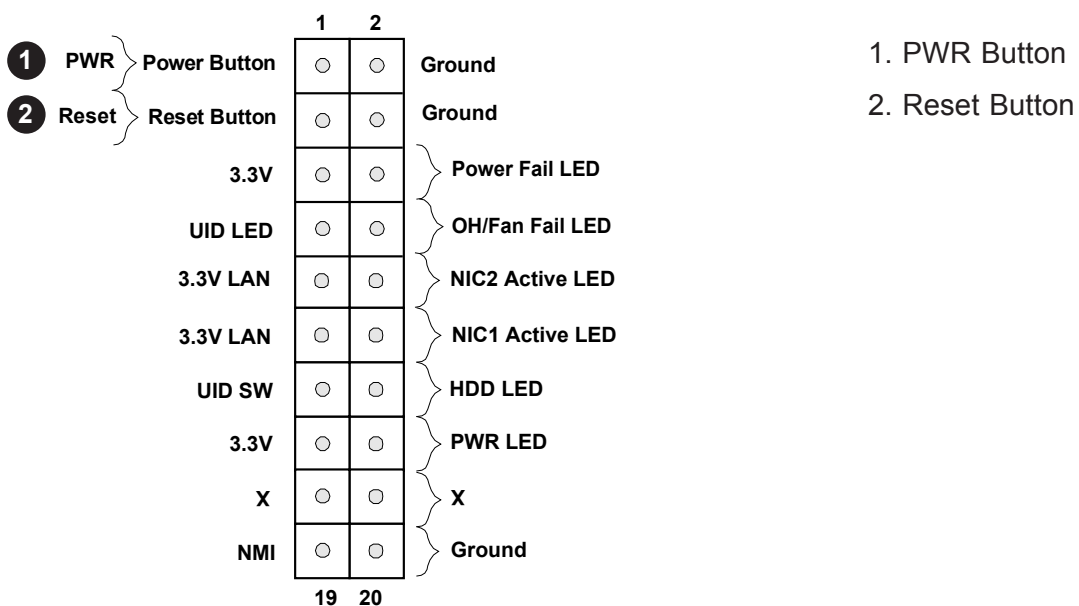 1 2
1 PWR Power Button Ground 1. PWR Button
2 Reset Reset Button Ground 2. Reset Button
3.3V Power Fail LED
UID LED OH/Fan Fail LED
3.3V LAN NIC2 Active LED
3.3V LAN NIC1 Active LED
UID SW HDD LED
3.3V PWR LED
X X
NMI Ground
19 20